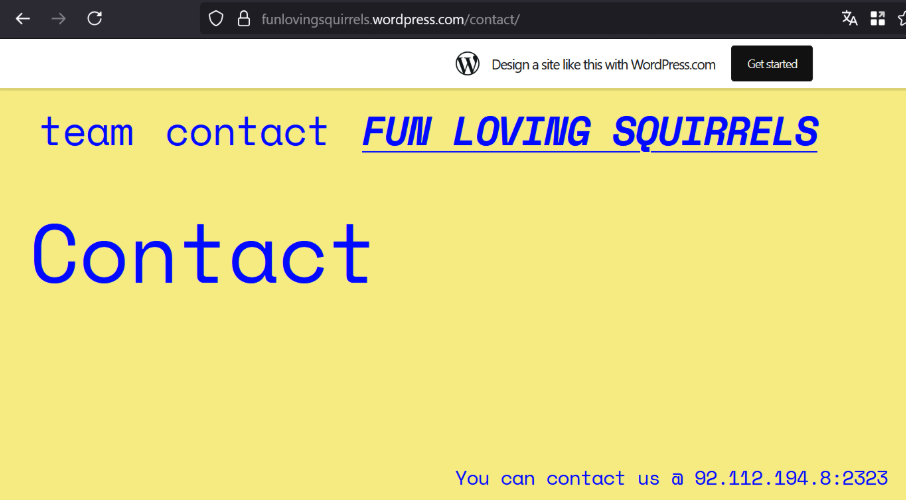 funlovingsquirrels.wordpress.com/contact/
Design a site like this with WordPress.com Get started
team contact FUN LOVING SQUIRRELS
Contact
You can contact us @ 92.112.194.8:2323